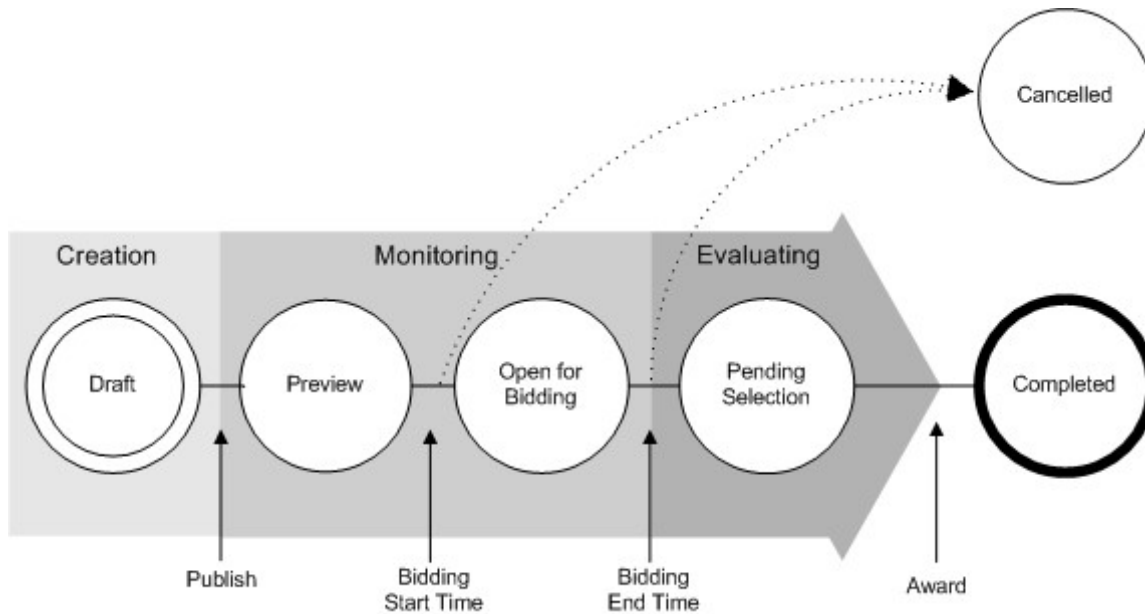 Cancelled
Creation
Monitoring
Evaluating
Draft
Preview
Open for
Bidding
Pending
Selection
Completed
Publish
Bidding
Start Time
Bidding
End Time
Award